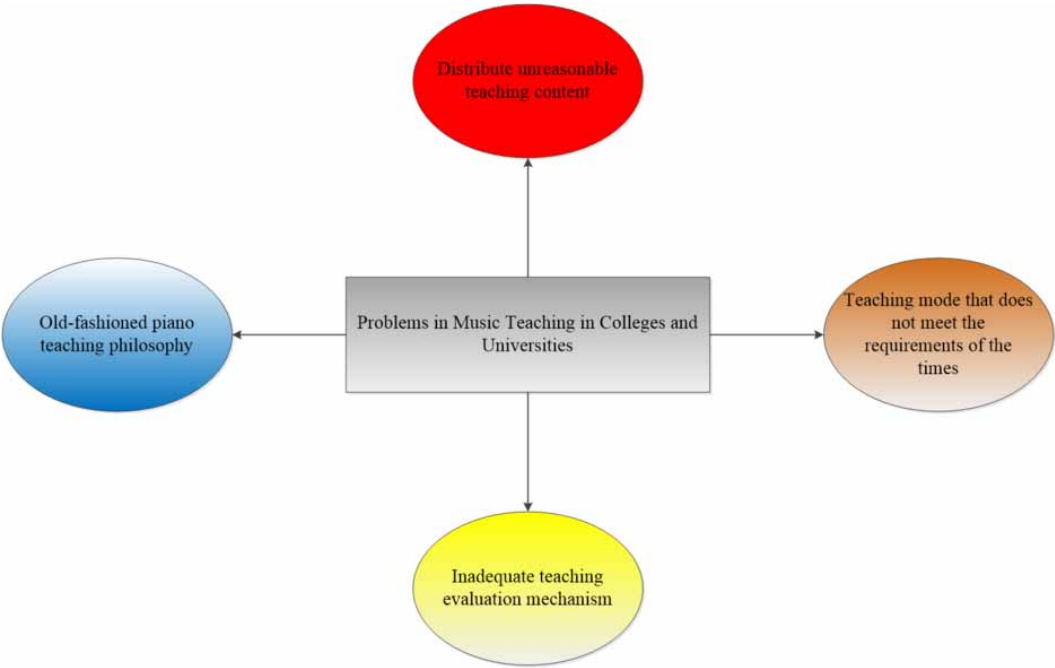 Distribute unreasonable
teaching content
Old-fashioned piano
teaching philosophy
Problems in Music Teaching in Colleges and
Universities
Teaching mode that does
not meet the
requirements of the
times
Inadequate teaching
evaluation mechanism